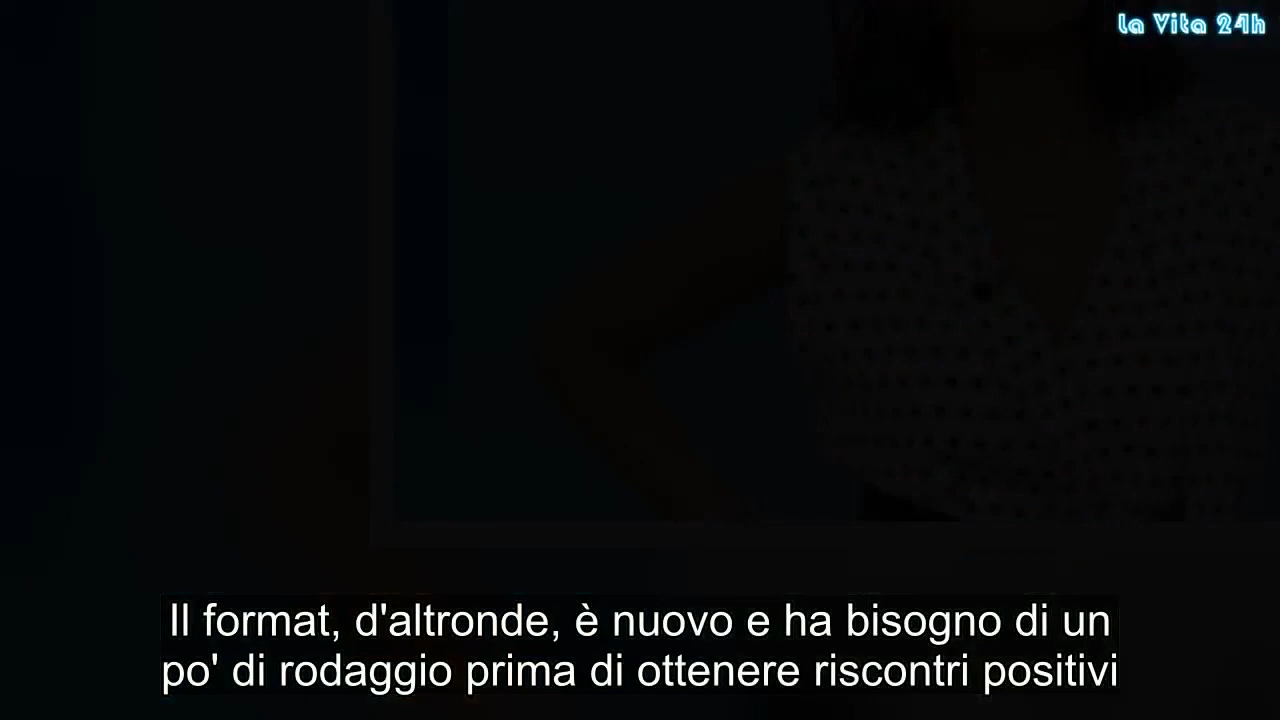 la Vita 24h
Il format, d'altronde, è nuovo e ha bisogno di un
po' di rodaggio prima di ottenere riscontri positivi